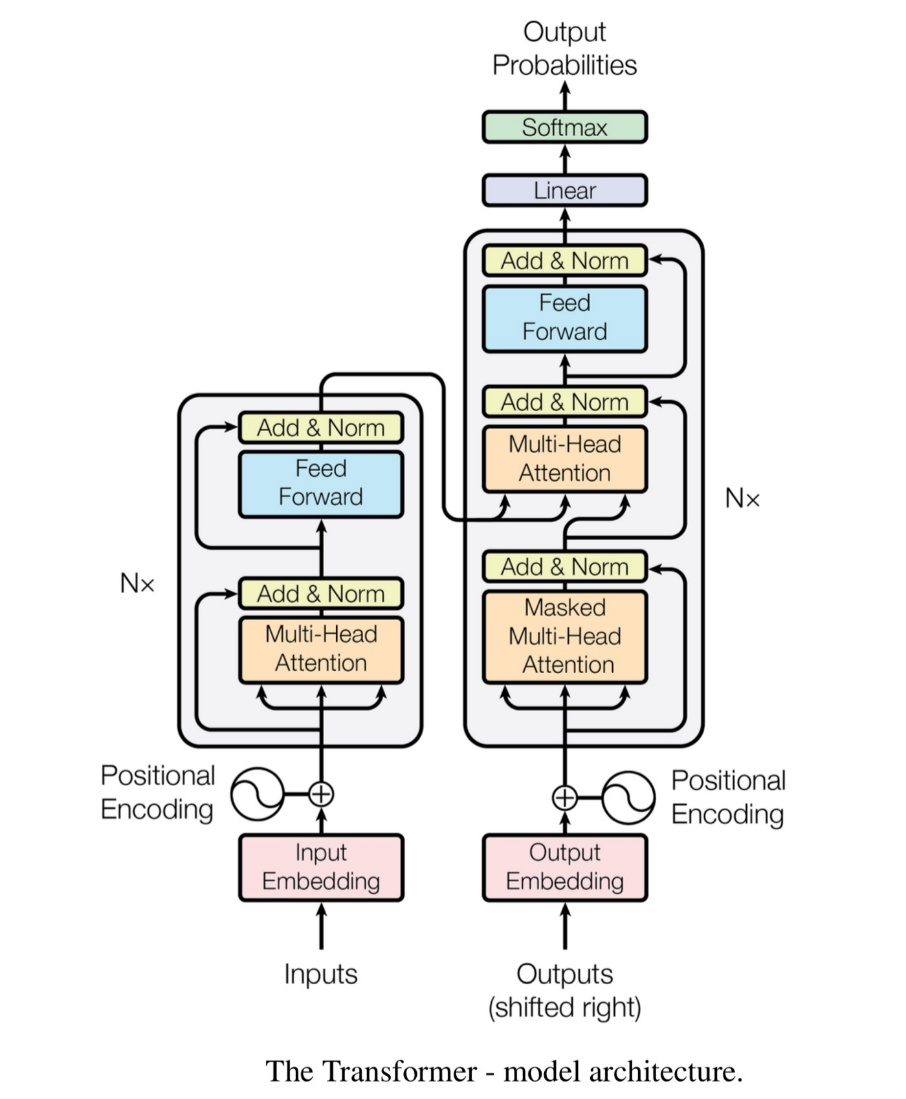 Output
Probabilities
Softmax
Linear
Add & Norm
Feed
Forward
Add & Norm
Multi-Head
Attention
Add & Norm
Masked
Multi-Head
Attention
Nx
Positional
Encoding
Output
Embedding
Outputs
(shifted right)
Add & Norm
Feed
Forward
Add & Norm
Multi-Head
Attention
Nx
Positional
Encoding
Input
Embedding
Inputs
The Transformer - model architecture.